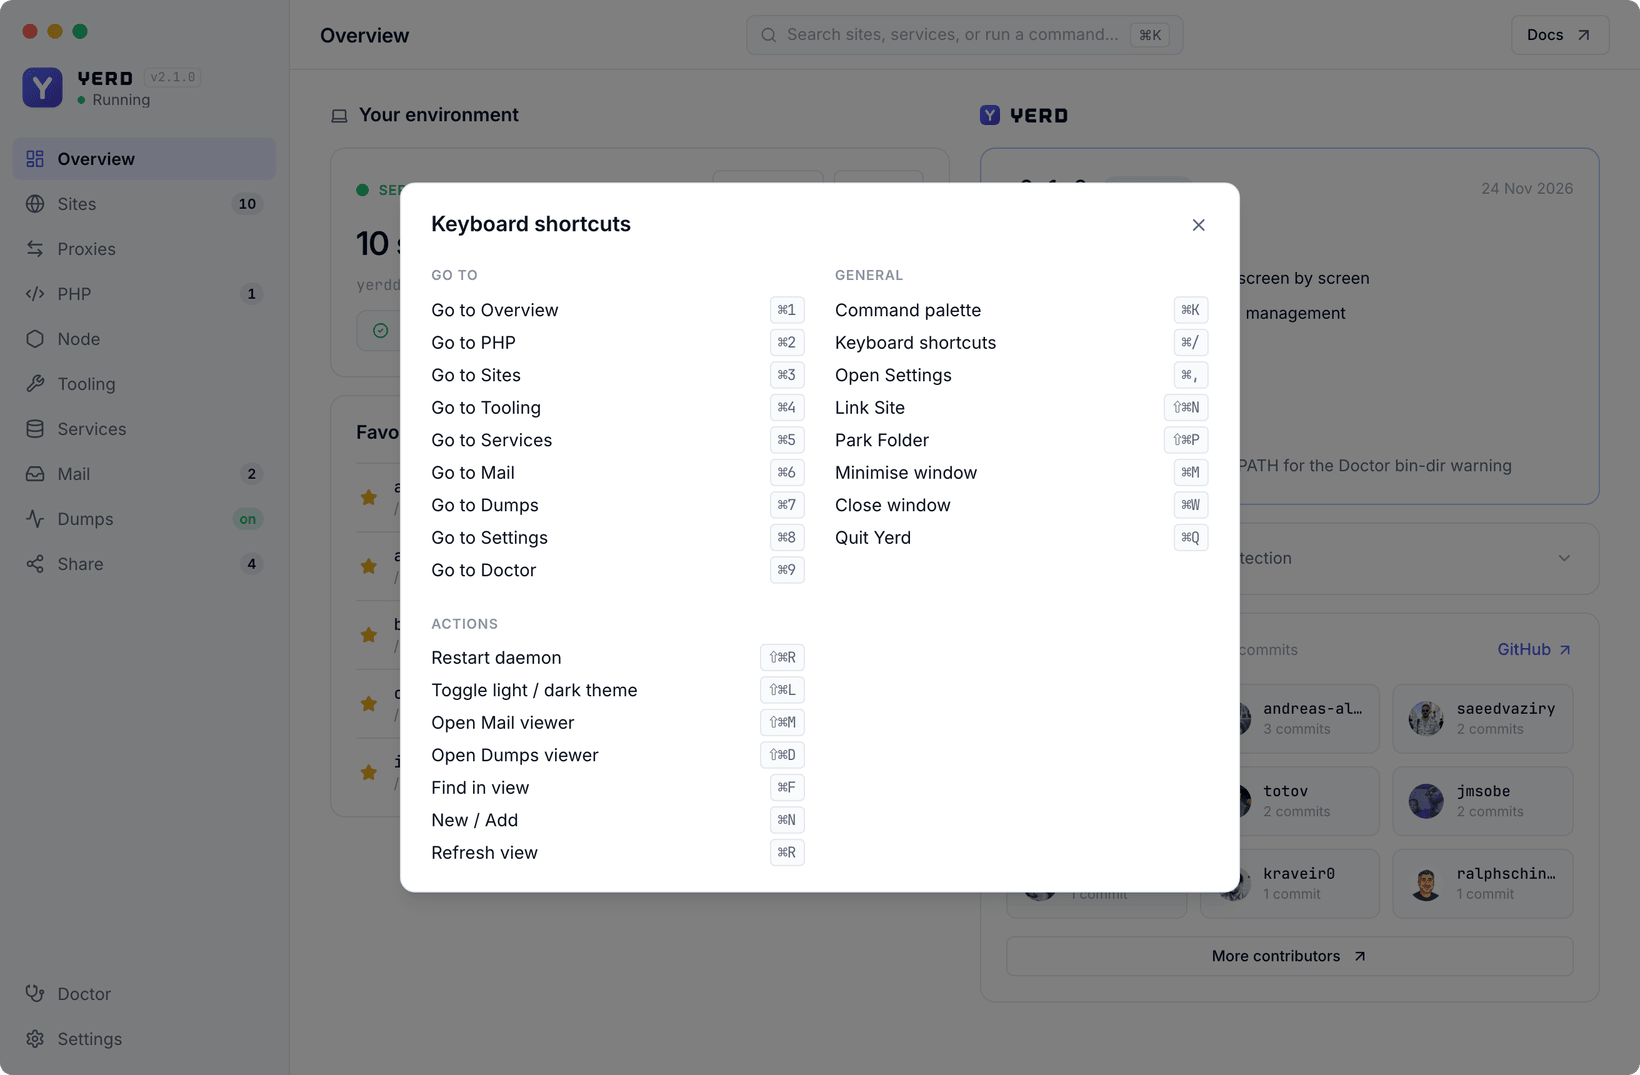 Overview
Search sites, services, or run a command... ⌘K
Docs
YERD v2.1.0
Running
Overview
Sites 10
Proxies
PHP 1
Node
Tooling
Services
Mail 2
Dumps on
Share 4
Doctor
Settings
Your environment
10
yerdd
Favo
YERD
24 Nov 2026
screen by screen
management
PATH for the Doctor bin-dir warning
tection
commits
GitHub
andreas-al…
3 commits
saeedvaziry
2 commits
totov
2 commits
jmsobe
2 commits
1 commit
kraveir0
1 commit
ralphschin…
1 commit
More contributors
Keyboard shortcuts
GO TO
Go to Overview ⌘1
Go to PHP ⌘2
Go to Sites ⌘3
Go to Tooling ⌘4
Go to Services ⌘5
Go to Mail ⌘6
Go to Dumps ⌘7
Go to Settings ⌘8
Go to Doctor ⌘9
ACTIONS
Restart daemon ⇧⌘R
Toggle light / dark theme ⇧⌘L
Open Mail viewer ⇧⌘M
Open Dumps viewer ⇧⌘D
Find in view ⌘F
New / Add ⌘N
Refresh view ⌘R
GENERAL
Command palette ⌘K
Keyboard shortcuts ⌘/
Open Settings ⌘,
Link Site ⇧⌘N
Park Folder ⇧⌘P
Minimise window ⌘M
Close window ⌘W
Quit Yerd ⌘Q